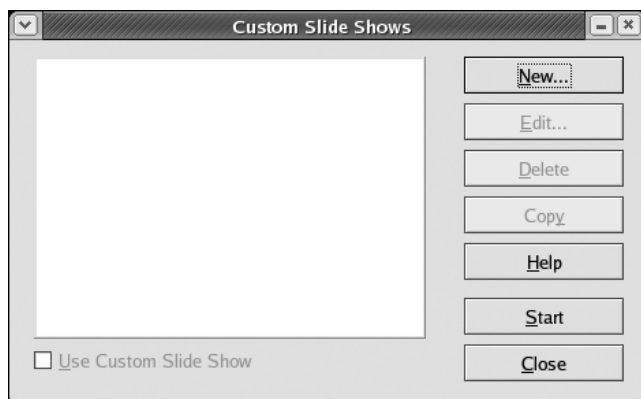 Custom Slide Shows
New...
Edit...
Delete
Copy
Help
Start
Use Custom Slide Show
Close